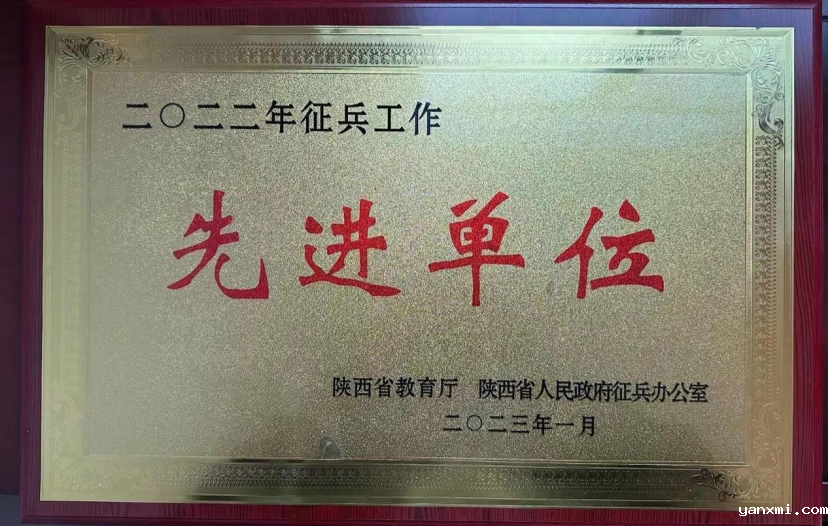 二〇二二年征兵工作
先进单位
陕西省教育厅 陕西省人民政府征兵办公室
二〇二三年一月
yanxmi.com